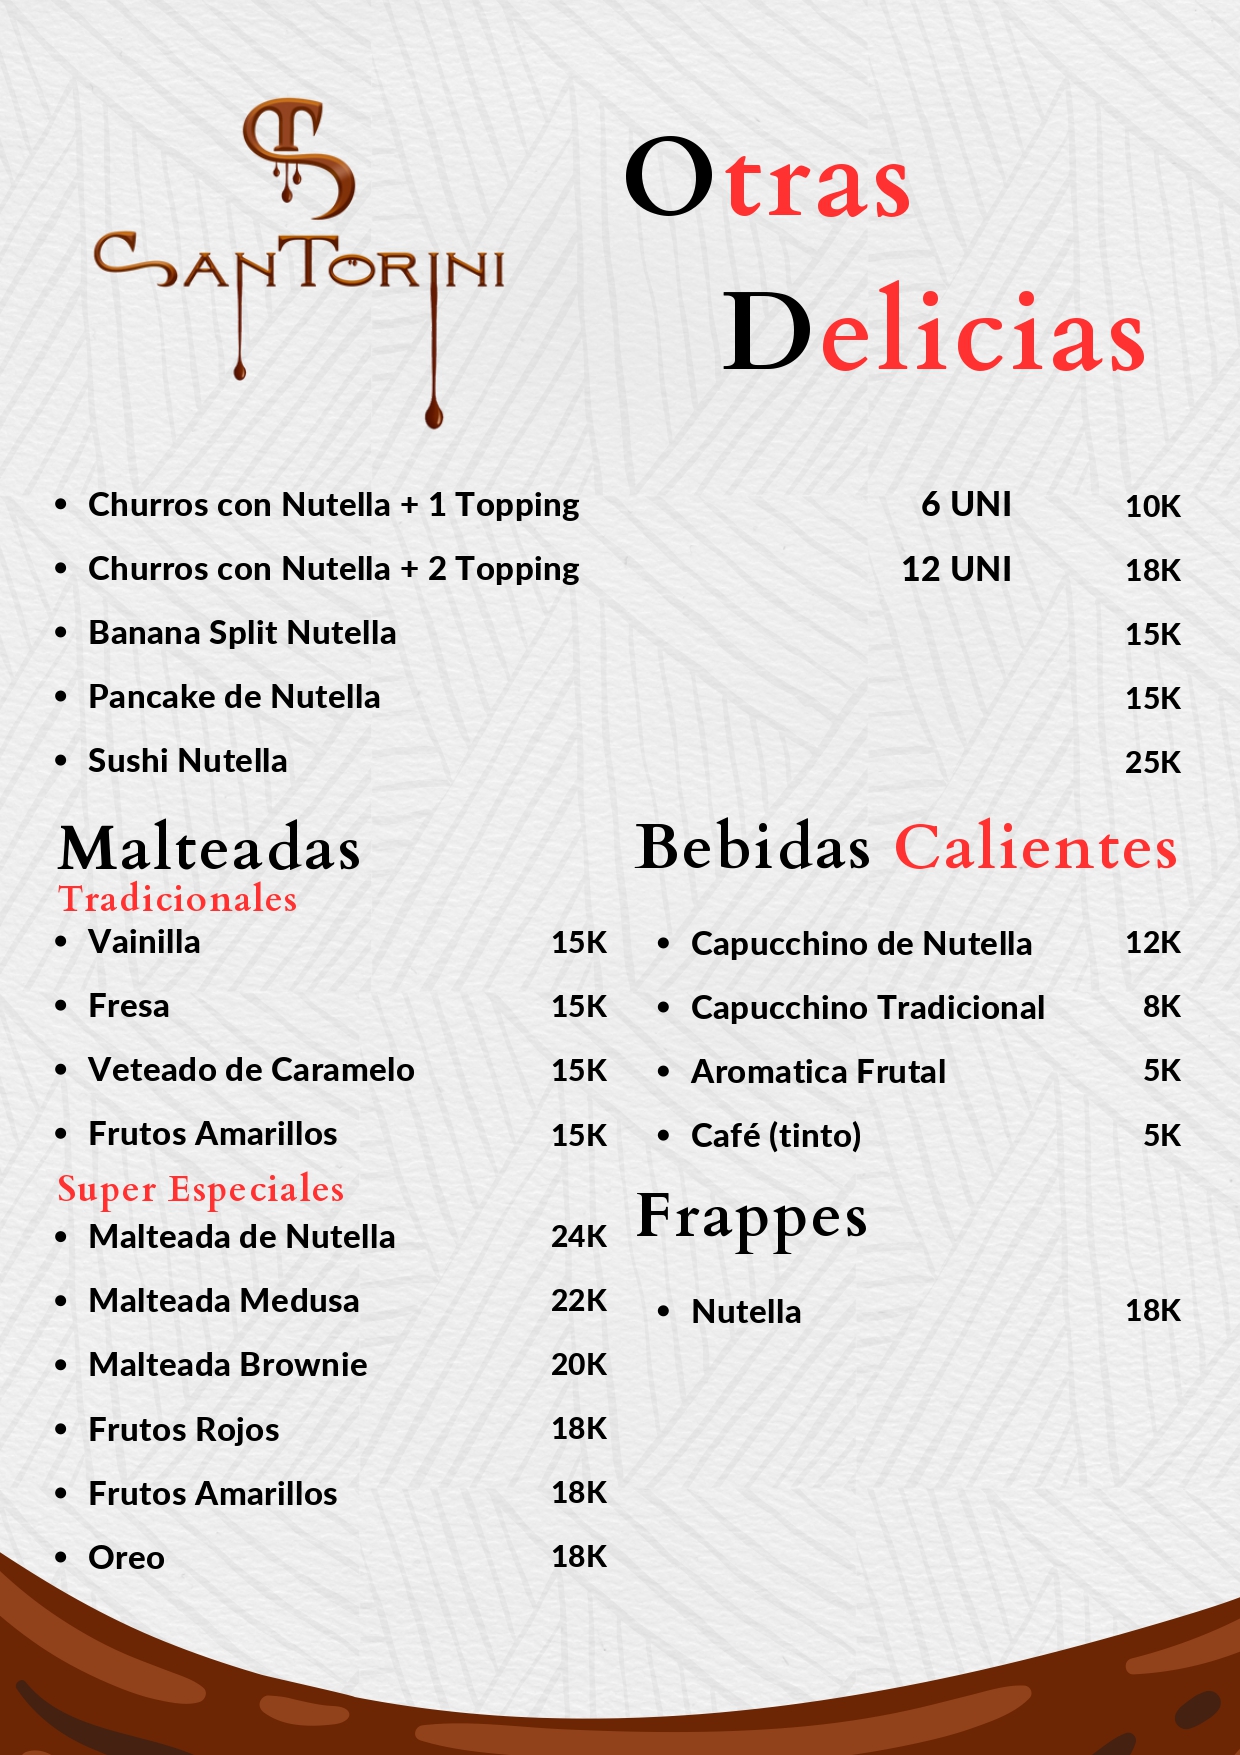 SANTORINI
Otras
Delicias
• Churros con Nutella + 1 Topping 6 UNI 10K
• Churros con Nutella + 2 Topping 12 UNI 18K
• Banana Split Nutella 15K
• Pancake de Nutella 15K
• Sushi Nutella 25K
Malteadas
Tradicionales
• Vainilla 15K
• Fresa 15K
• Veteado de Caramelo 15K
• Frutos Amarillos 15K
Super Especiales
• Malteada de Nutella 24K
• Malteada Medusa 22K
• Malteada Brownie 20K
• Frutos Rojos 18K
• Frutos Amarillos 18K
• Oreo 18K
Bebidas Calientes
• Capucchino de Nutella 12K
• Capucchino Tradicional 8K
• Aromatica Frutal 5K
• Café (tinto) 5K
Frappes
• Nutella 18K